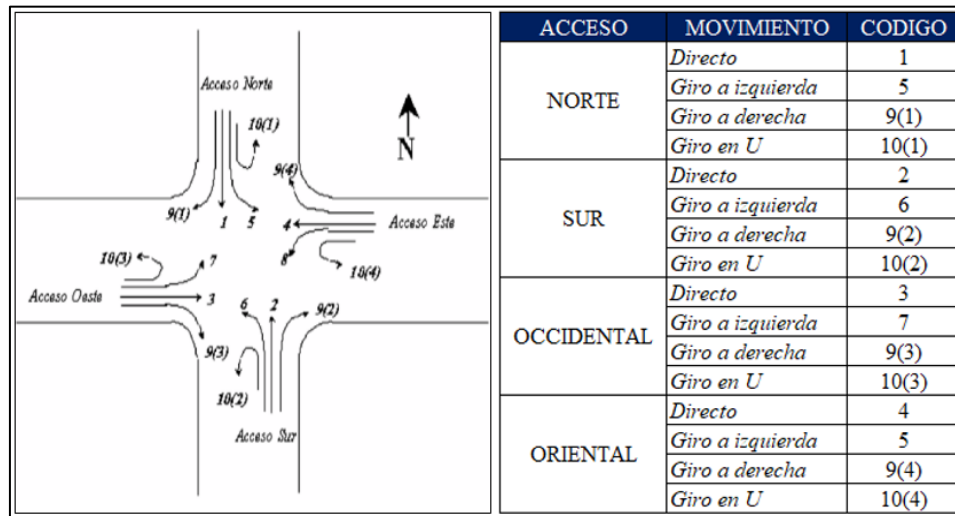 Acceso Norte
10(1)
N
9(4)
9(1)
1
5
4
Acceso Este
8
10(3)
7
10(4)
Acceso Oeste
3
6
2
9(2)
9(3)
10(2)
Acceso Sur
ACCESO MOVIMIENTO CODIGO
NORTE
Directo 1
Giro a izquierda 5
Giro a derecha 9(1)
Giro en U 10(1)
SUR
Directo 2
Giro a izquierda 6
Giro a derecha 9(2)
Giro en U 10(2)
OCCIDENTAL
Directo 3
Giro a izquierda 7
Giro a derecha 9(3)
Giro en U 10(3)
ORIENTAL
Directo 4
Giro a izquierda 5
Giro a derecha 9(4)
Giro en U 10(4)